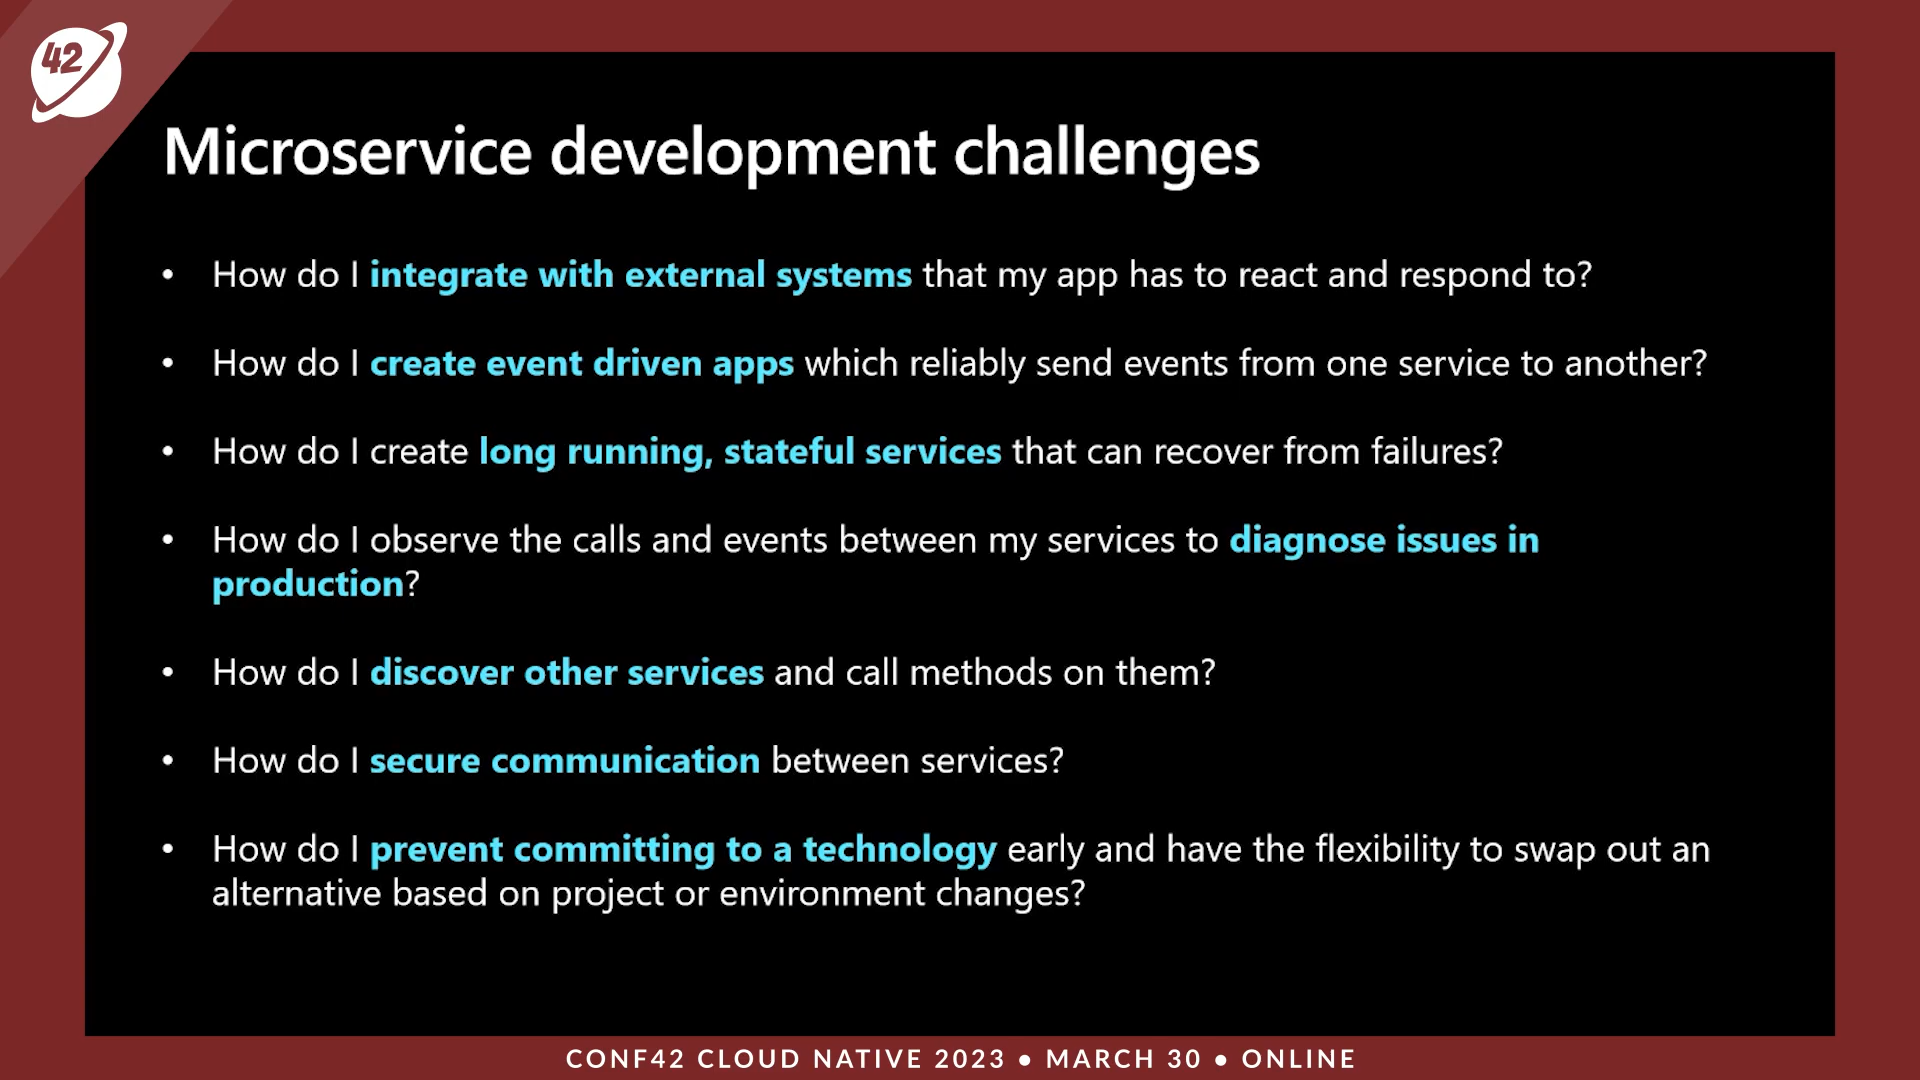 42
Microservice development challenges
• How do I integrate with external systems that my app has to react and respond to?
• How do I create event driven apps which reliably send events from one service to another?
• How do I create long running, stateful services that can recover from failures?
• How do I observe the calls and events between my services to diagnose issues in
production?
• How do I discover other services and call methods on them?
• How do I secure communication between services?
• How do I prevent committing to a technology early and have the flexibility to swap out an
alternative based on project or environment changes?
CONF42 CLOUD NATIVE 2023 ● MARCH 30 ● ONLINE